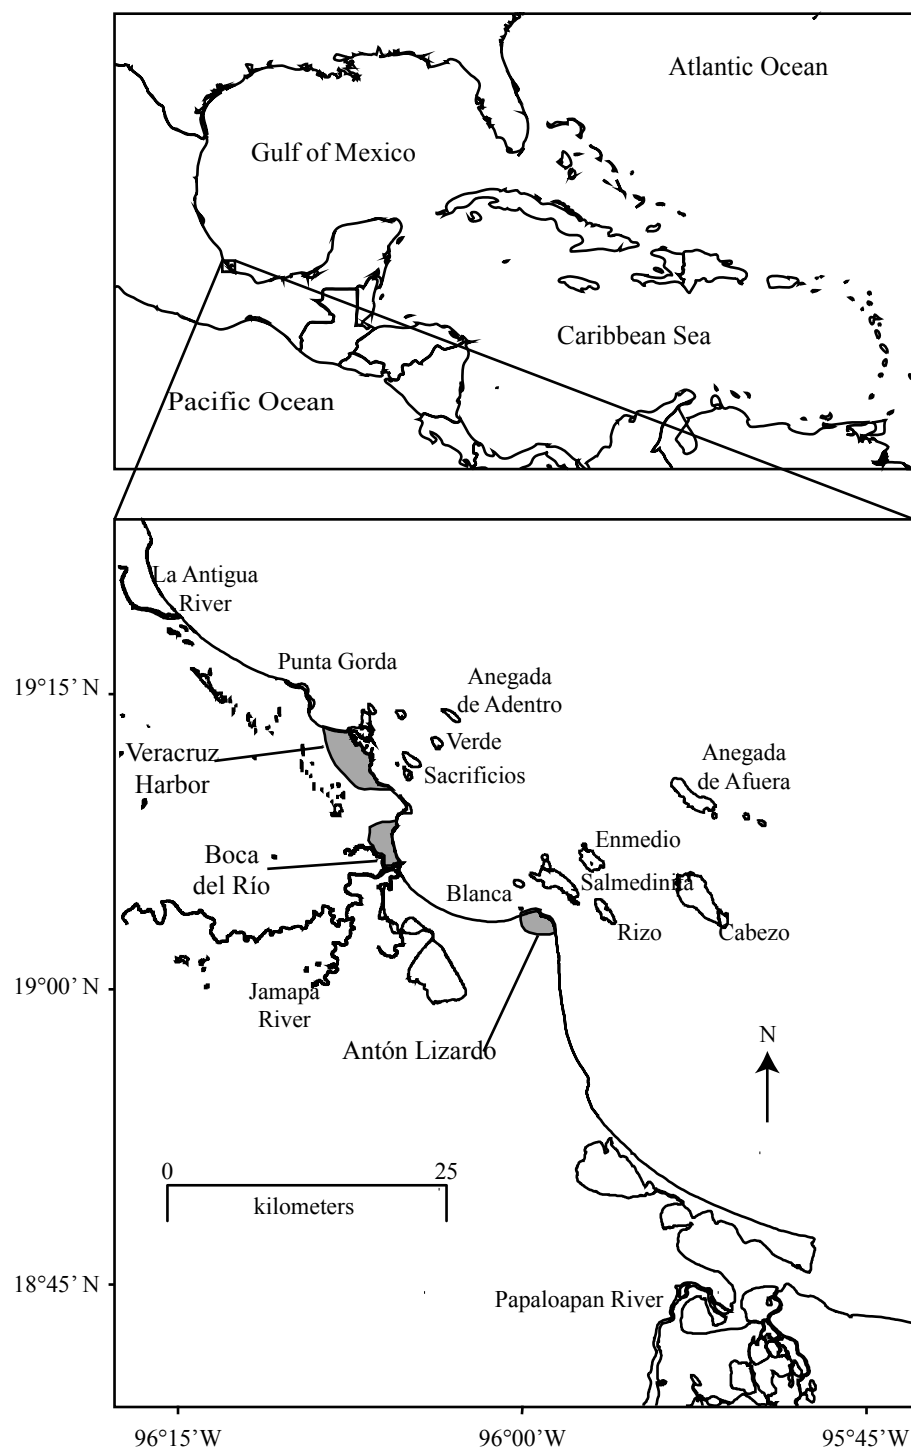 Atlantic Ocean
Gulf of Mexico
Caribbean Sea
Pacific Ocean
La Antigua
River
Punta Gorda
19°15' N
Anegada
de Adentro
Verde
Veracruz
Harbor
Sacrificios
Anegada
de Afuera
Enmedio
Boca
del Río
Blanca
Salmedinita
Rizo
Cabezo
19°00' N
Jamapa
River
Antón Lizardo
N
0
25
kilometers
18°45' N
Papaloapan River
96°15'W
96°00'W
95°45'W